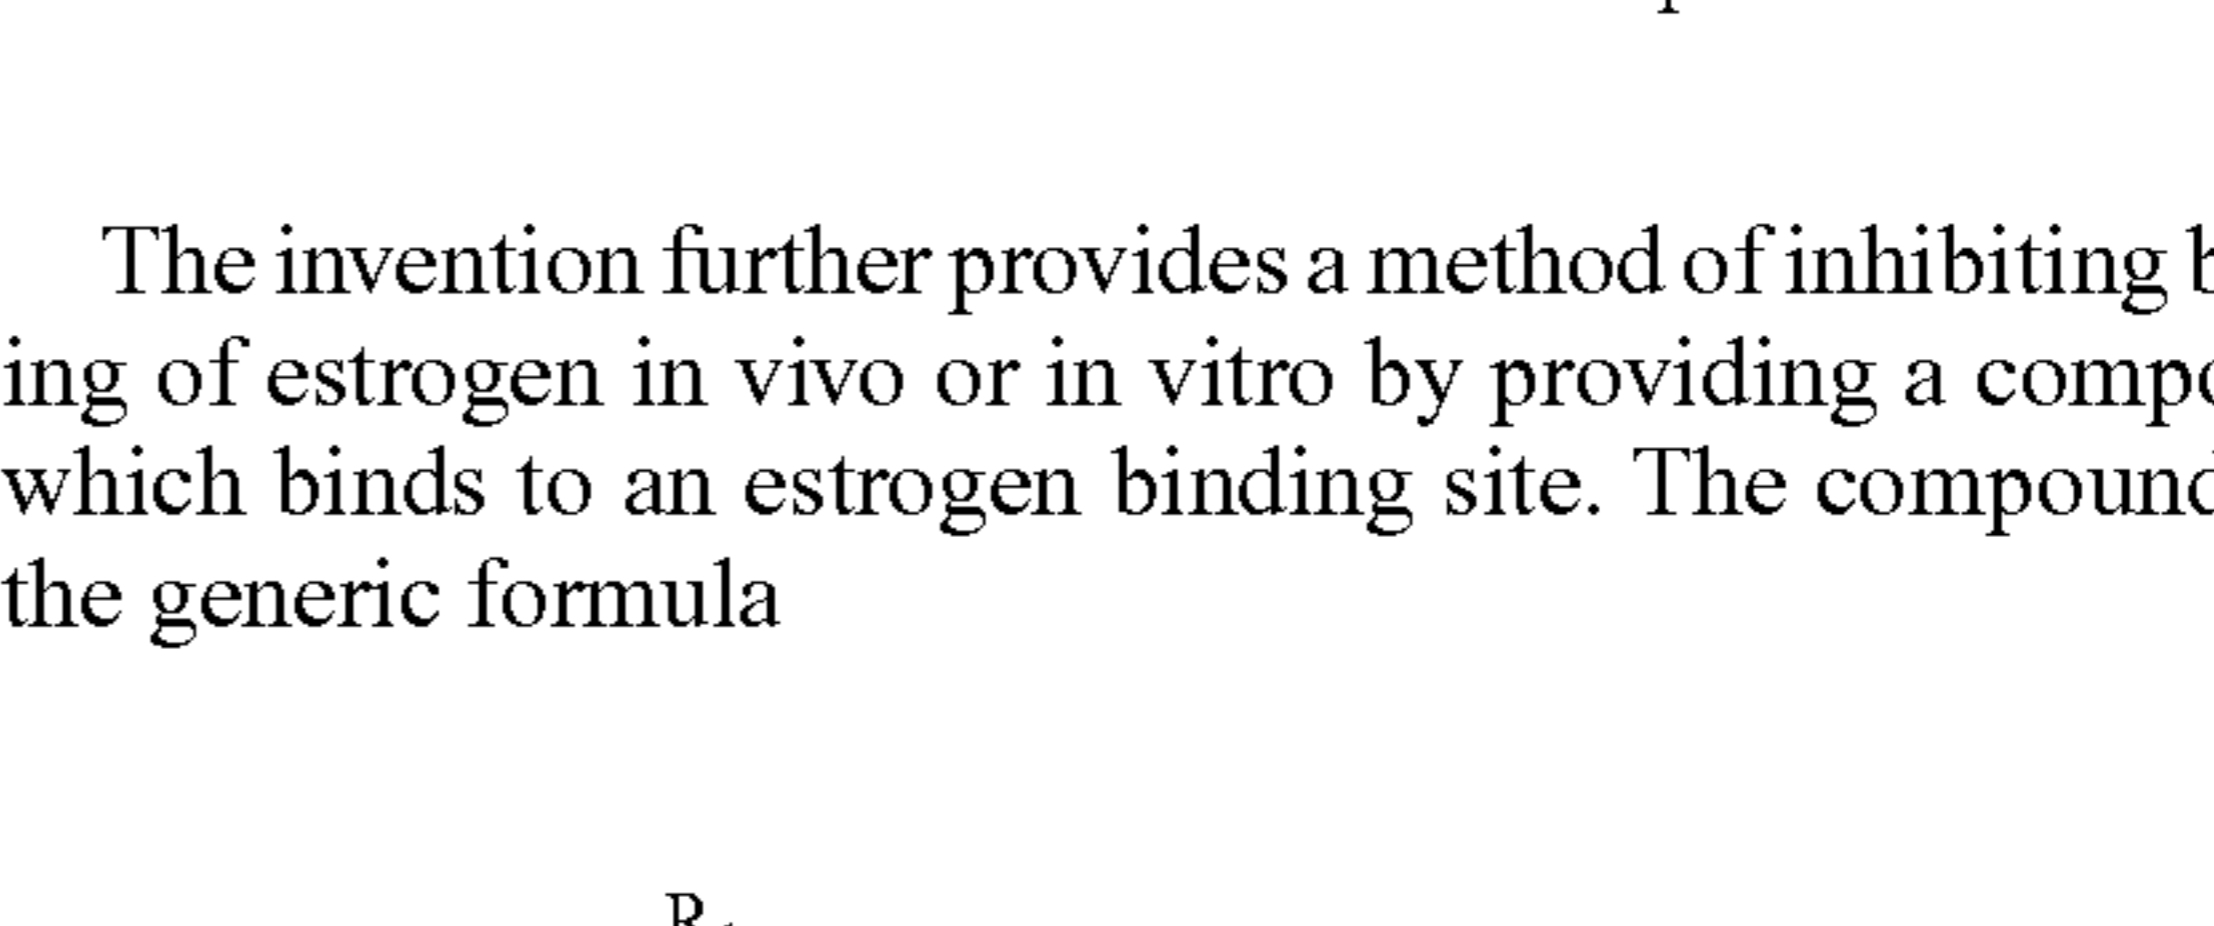 The invention further provides a method of inhibiting
ing of estrogen in vivo or in vitro by providing a
which binds to an estrogen binding site. The compound
the generic formula
R